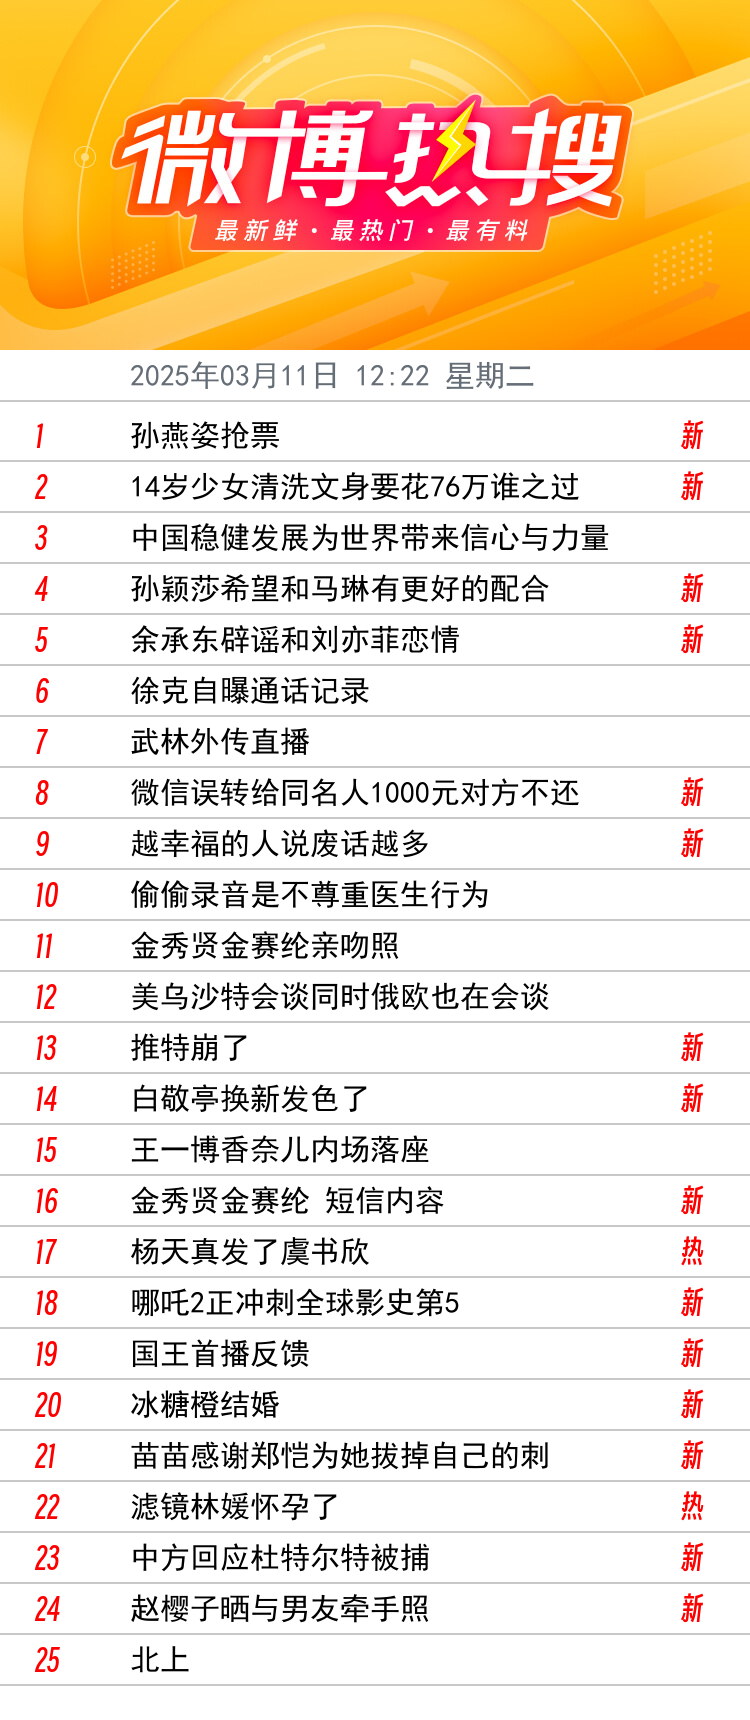 微博热搜
最新鲜·最热门·最有料
2025年03月11日 12:22 星期二
1 孙燕姿抢票 新
2 14岁少女清洗文身要花76万谁之过 新
3 中国稳健发展为世界带来信心与力量
4 孙颖莎希望和马琳有更好的配合 新
5 余承东辟谣和刘亦菲恋情 新
6 徐克自曝通话记录
7 武林外传直播
8 微信误转给同名人1000元对方不还 新
9 越幸福的人说废话越多 新
10 偷偷录音是不尊重医生行为
11 金秀贤金赛纶亲吻照
12 美乌沙特会谈同时俄欧也在会谈
13 推特崩了 新
14 白敬亭换新发色了 新
15 王一博香奈儿内场落座
16 金秀贤金赛纶 短信内容 新
17 杨天真发了虞书欣 热
18 哪吒2正冲刺全球影史第5 新
19 国王首播反馈 新
20 冰糖橙结婚 新
21 苗苗感谢郑恺为她拔掉自己的刺 新
22 滤镜林媛怀孕了 热
23 中方回应杜特尔特被捕 新
24 赵樱子晒与男友牵手照 新
25 北上